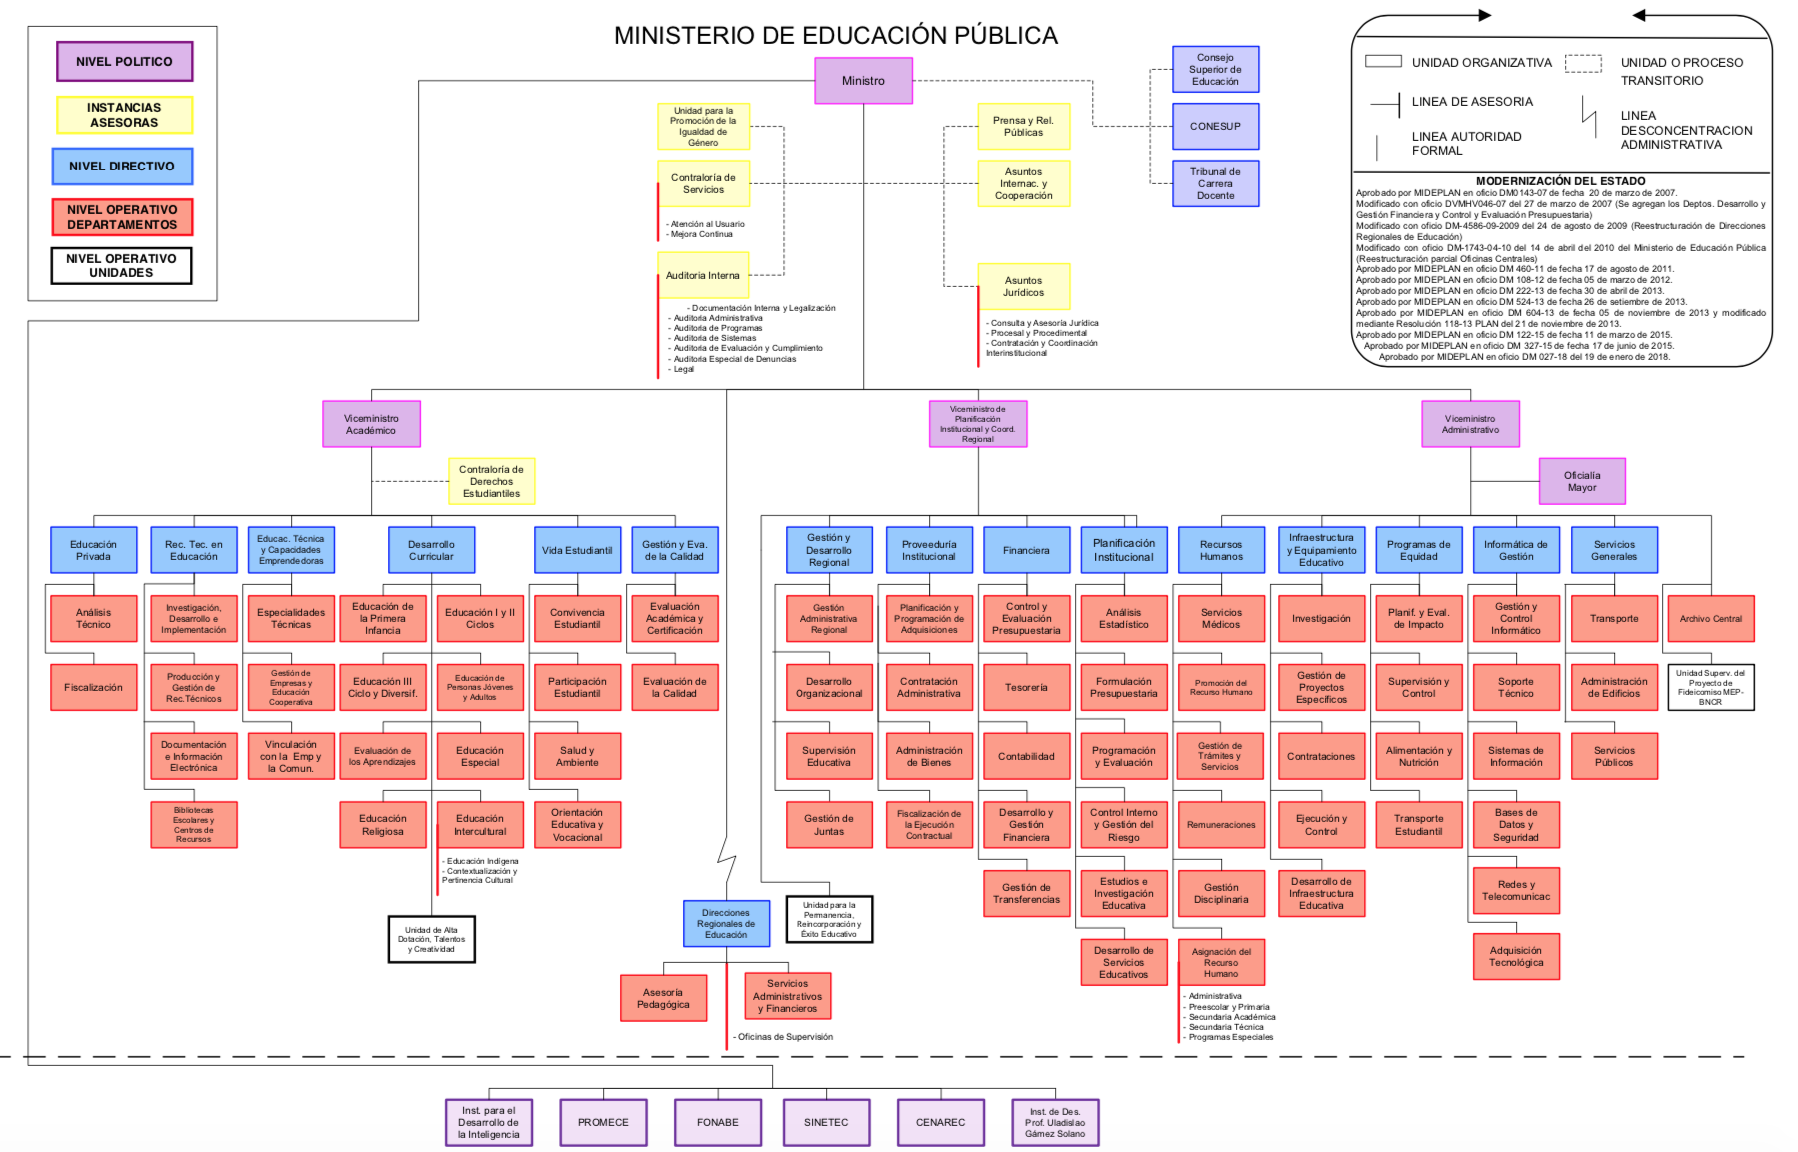 MINISTERIO DE EDUCACIÓN PÚBLICA
NIVEL POLITICO
INSTANCIAS
ASESORAS
NIVEL DIRECTIVO
NIVEL OPERATIVO
DEPARTAMENTOS
NIVEL OPERATIVO
UNIDADES
UNIDAD ORGANIZATIVA
UNIDAD O PROCESO
TRANSITORIO
LINEA DE ASESORIA
LINEA
DESCONCENTRACION
ADMINISTRATIVA
LINEA AUTORIDAD
FORMAL
MODERNIZACIÓN DEL ESTADO
Aprobado por MIDEPLAN en oficio DM0143-07 de fecha 20 de marzo de 2007.
Modificado con oficio DVMHV046-07 del 27 de marzo de 2007 (Se agregan los Deptos. Desarrollo y
Gestión Financiera y Control y Evaluación Presupuestaria)
Modificado con oficio DM-4586-09-2009 del 24 de agosto de 2009 (Reestructuración de Direcciones
Regionales de Educación)
Modificado con oficio DM-1743-04-10 del 14 de abril del 2010 del Ministerio de Educación Pública
(Reestructuración parcial Oficinas Centrales)
Aprobado por MIDEPLAN en oficio DM 460-11 de fecha 17 de agosto de 2011.
Aprobado por MIDEPLAN en oficio DM 108-12 de fecha 05 de marzo de 2012.
Aprobado por MIDEPLAN en oficio DM 222-13 de fecha 30 de abril de 2013.
Aprobado por MIDEPLAN en oficio DM 524-13 de fecha 26 de setiembre de 2013.
Aprobado por MIDEPLAN en oficio DM 604-13 de fecha 05 de noviembre de 2013 y modificado
mediante Resolución 118-13 PLAN del 21 de noviembre de 2013.
Aprobado por MIDEPLAN en oficio DM 122-15 de fecha 11 de marzo de 2015.
Aprobado por MIDEPLAN en oficio DM 327-15 de fecha 17 de junio de 2015.
Aprobado por MIDEPLAN en oficio DM 027-18 del 19 de enero de 2018.
Ministro
Consejo
Superior de
Educación
CONESUP
Tribunal de
Carrera
Docente
Unidad para la
Promoción de la
Igualdad de
Género
Contraloría de
Servicios
- Atención al Usuario
- Mejora Continua
Auditoria Interna
- Documentación Interna y Legalización
- Auditoria Administrativa
- Auditoria de Programas
- Auditoria de Sistemas
- Auditoria de Evaluación y Cumplimiento
- Auditoria Especial de Denuncias
- Legal
Prensa y Rel.
Públicas
Asuntos
Internac. y
Cooperación
Asuntos
Jurídicos
- Consulta y Asesoría Jurídica
- Procesal y Procedimental
- Contratación y Coordinación
Interinstitucional
Viceministro
Académico
Contraloría de
Derechos
Estudiantiles
Viceministro de
Planificación
Institucional y Coord.
Regional
Viceministro
Administrativo
Oficialía
Mayor
Educación
Privada
Análisis
Técnico
Fiscalización
Rec. Tec. en
Educación
Investigación,
Desarrollo e
Implementación
Producción y
Gestión de
Rec.Técnicos
Documentación
e Información
Electrónica
Bibliotecas
Escolares y
Centros de
Recursos
Educac. Técnica
y Capacidades
Emprendedoras
Especialidades
Técnicas
Gestión de
Empresas y
Educación
Cooperativa
Vinculación
con la Emp y
la Comun.
Desarrollo
Curricular
Educación de
la Primera
Infancia
Educación I y II
Ciclos
Educación III
Ciclo y Diversif.
Educación de
Personas Jóvenes
y Adultos
Evaluación de
los Aprendizajes
Educación
Especial
Educación
Religiosa
Educación
Intercultural
- Educación Indígena
- Contextualización y
Pertinencia Cultural
Unidad de Alta
Dotación, Talentos
y Creatividad
Vida Estudiantil
Convivencia
Estudiantil
Participación
Estudiantil
Salud y
Ambiente
Orientación
Educativa y
Vocacional
Gestión y Eva.
de la Calidad
Evaluación
Académica y
Certificación
Evaluación de
la Calidad
Direcciones
Regionales de
Educación
Asesoría
Pedagógica
Servicios
Administrativos
y Financieros
- Oficinas de Supervisión
Unidad para la
Permanencia,
Reincorporación y
Éxito Educativo
Gestión y
Desarrollo
Regional
Gestión
Administrativa
Regional
Desarrollo
Organizacional
Supervisión
Educativa
Gestión de
Juntas
Proveeduría
Institucional
Planificación y
Programación de
Adquisiciones
Contratación
Administrativa
Administración
de Bienes
Fiscalización de
la Ejecución
Contractual
Financiera
Control y
Evaluación
Presupuestaria
Tesorería
Contabilidad
Desarrollo y
Gestión
Financiera
Gestión de
Transferencias
Planificación
Institucional
Análisis
Estadístico
Formulación
Presupuestaria
Programación
y Evaluación
Control Interno
y Gestión del
Riesgo
Estudios e
Investigación
Educativa
Desarrollo de
Servicios
Educativos
Recursos
Humanos
Servicios
Médicos
Promoción del
Recurso Humano
Gestión de
Trámites y
Servicios
Remuneraciones
Gestión
Disciplinaria
Asignación del
Recurso
Humano
- Administrativa
- Preescolar y Primaria
- Secundaria Académica
- Secundaria Técnica
- Programas Especiales
Infraestructura
y Equipamiento
Educativo
Investigación
Gestión de
Proyectos
Específicos
Contrataciones
Ejecución y
Control
Desarrollo de
Infraestructura
Educativa
Programas de
Equidad
Planif. y Eval.
de Impacto
Supervisión y
Control
Alimentación y
Nutrición
Transporte
Estudiantil
Informática de
Gestión
Gestión y
Control
Informático
Soporte
Técnico
Sistemas de
Información
Bases de
Datos y
Seguridad
Redes y
Telecomunicac
Adquisición
Tecnológica
Servicios
Generales
Transporte
Administración
de Edificios
Servicios
Públicos
Archivo Central
Unidad Superv. del
Proyecto de
Fideicomiso MEP-
BNCR
Inst. para el
Desarrollo de
la Inteligencia
PROMECE
FONABE
SINETEC
CENAREC
Inst. de Des.
Prof. Uladislao
Gámez Solano